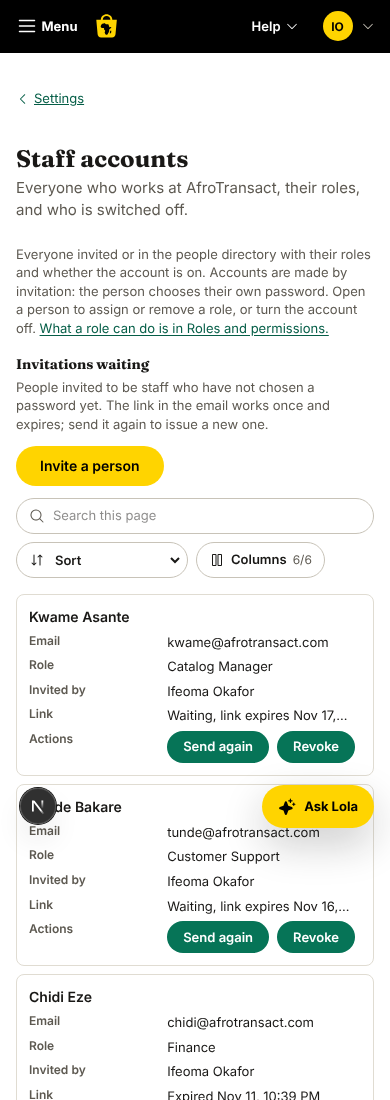 Menu
Help
IO
Settings
Staff accounts
Everyone who works at AfroTransact, their roles,
and who is switched off.
Everyone invited or in the people directory with their roles
and whether the account is on. Accounts are made by
invitation: the person chooses their own password. Open
a person to assign or remove a role, or turn the account
off. What a role can do is in Roles and permissions.
Invitations waiting
People invited to be staff who have not chosen a
password yet. The link in the email works once and
expires; send it again to issue a new one.
Invite a person
Search this page
Sort
Columns 6/6
Kwame Asante
Email kwame@afrotransact.com
Role Catalog Manager
Invited by Ifeoma Okafor
Link Waiting, link expires Nov 17,...
Actions Send again Revoke
N de Bakare
Ask Lola
Email tunde@afrotransact.com
Role Customer Support
Invited by Ifeoma Okafor
Link Waiting, link expires Nov 16,...
Actions Send again Revoke
Chidi Eze
Email chidi@afrotransact.com
Role Finance
Invited by Ifeoma Okafor
Link Expired Nov 11, 10:39 PM